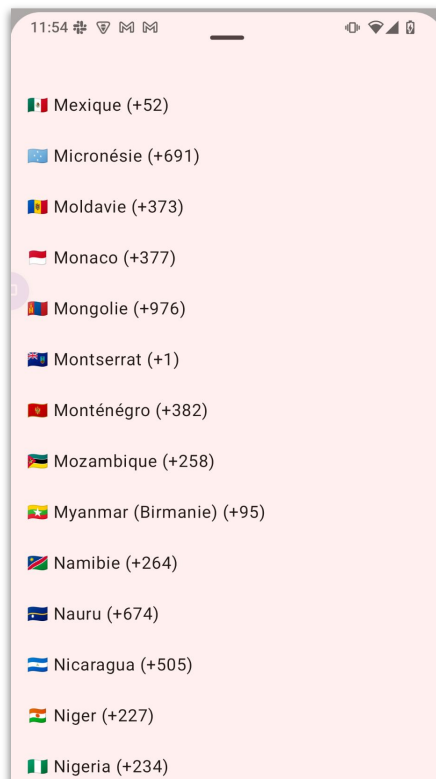 11:54
Mexique (+52)
Micronésie (+691)
Moldavie (+373)
Monaco (+377)
Mongolie (+976)
Montserrat (+1)
Monténégro (+382)
Mozambique (+258)
Myanmar (Birmanie) (+95)
Namibie (+264)
Nauru (+674)
Nicaragua (+505)
Niger (+227)
Nigeria (+234)